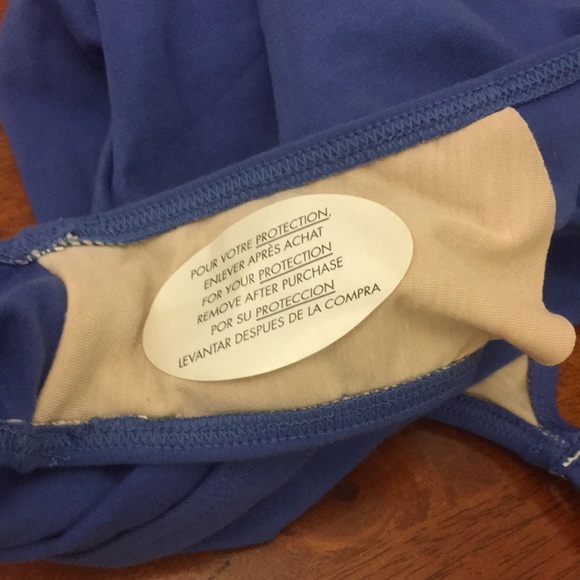 POUR VOTRE PROTECTION,
ENLEVER APRÈS ACHAT
FOR YOUR PROTECTION
REMOVE AFTER PURCHASE
POR SU PROTECCION
LEVANTAR DESPUES DE LA COMPRA